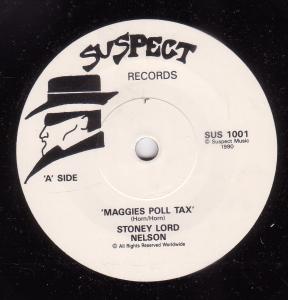 SUSPECT
RECORDS
SUS 1001
© Suspect Music
1990
'A' SIDE
'MAGGIES POLL TAX'
(Horn/Horn)
STONEY LORD
NELSON
© All Rights Reserved Worldwide